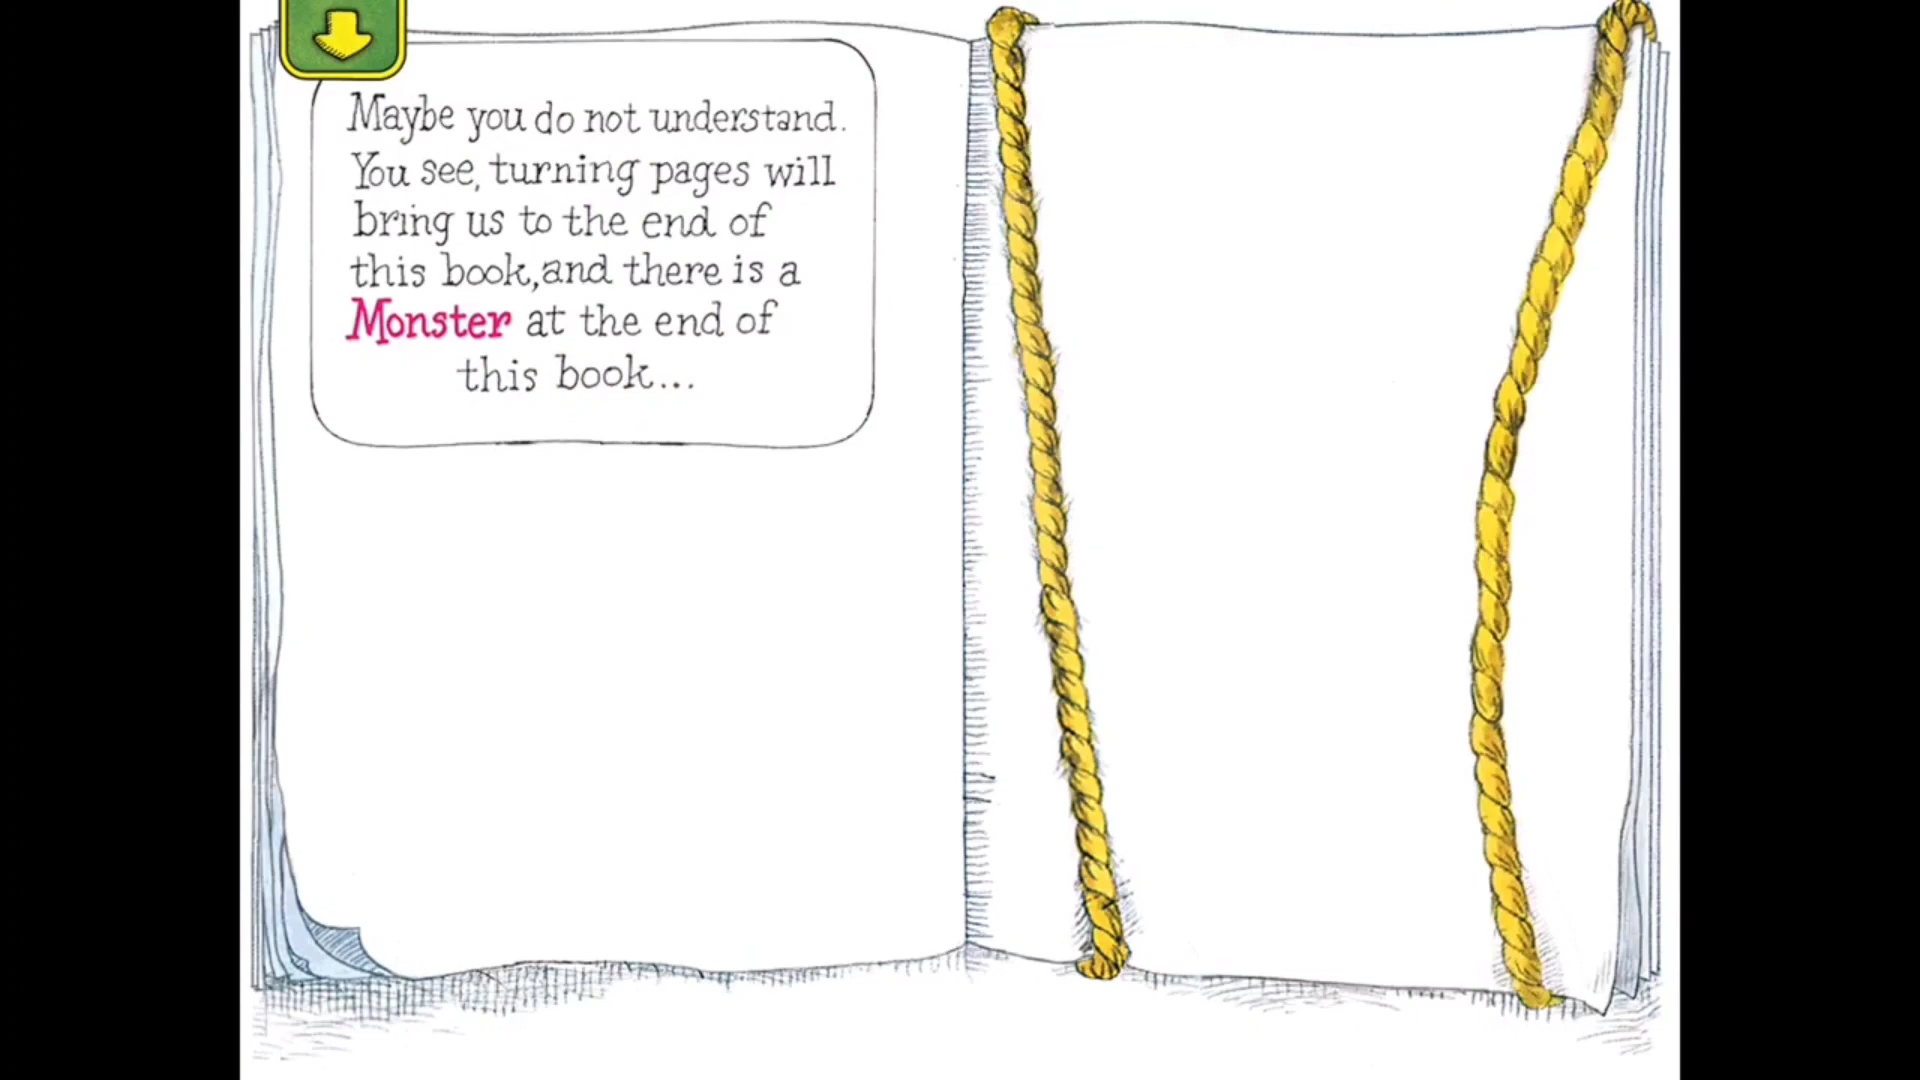 Maybe you do not understand.
You see, turning pages will
bring us to the end of
this book, and there is a
Monster at the end of
this book...